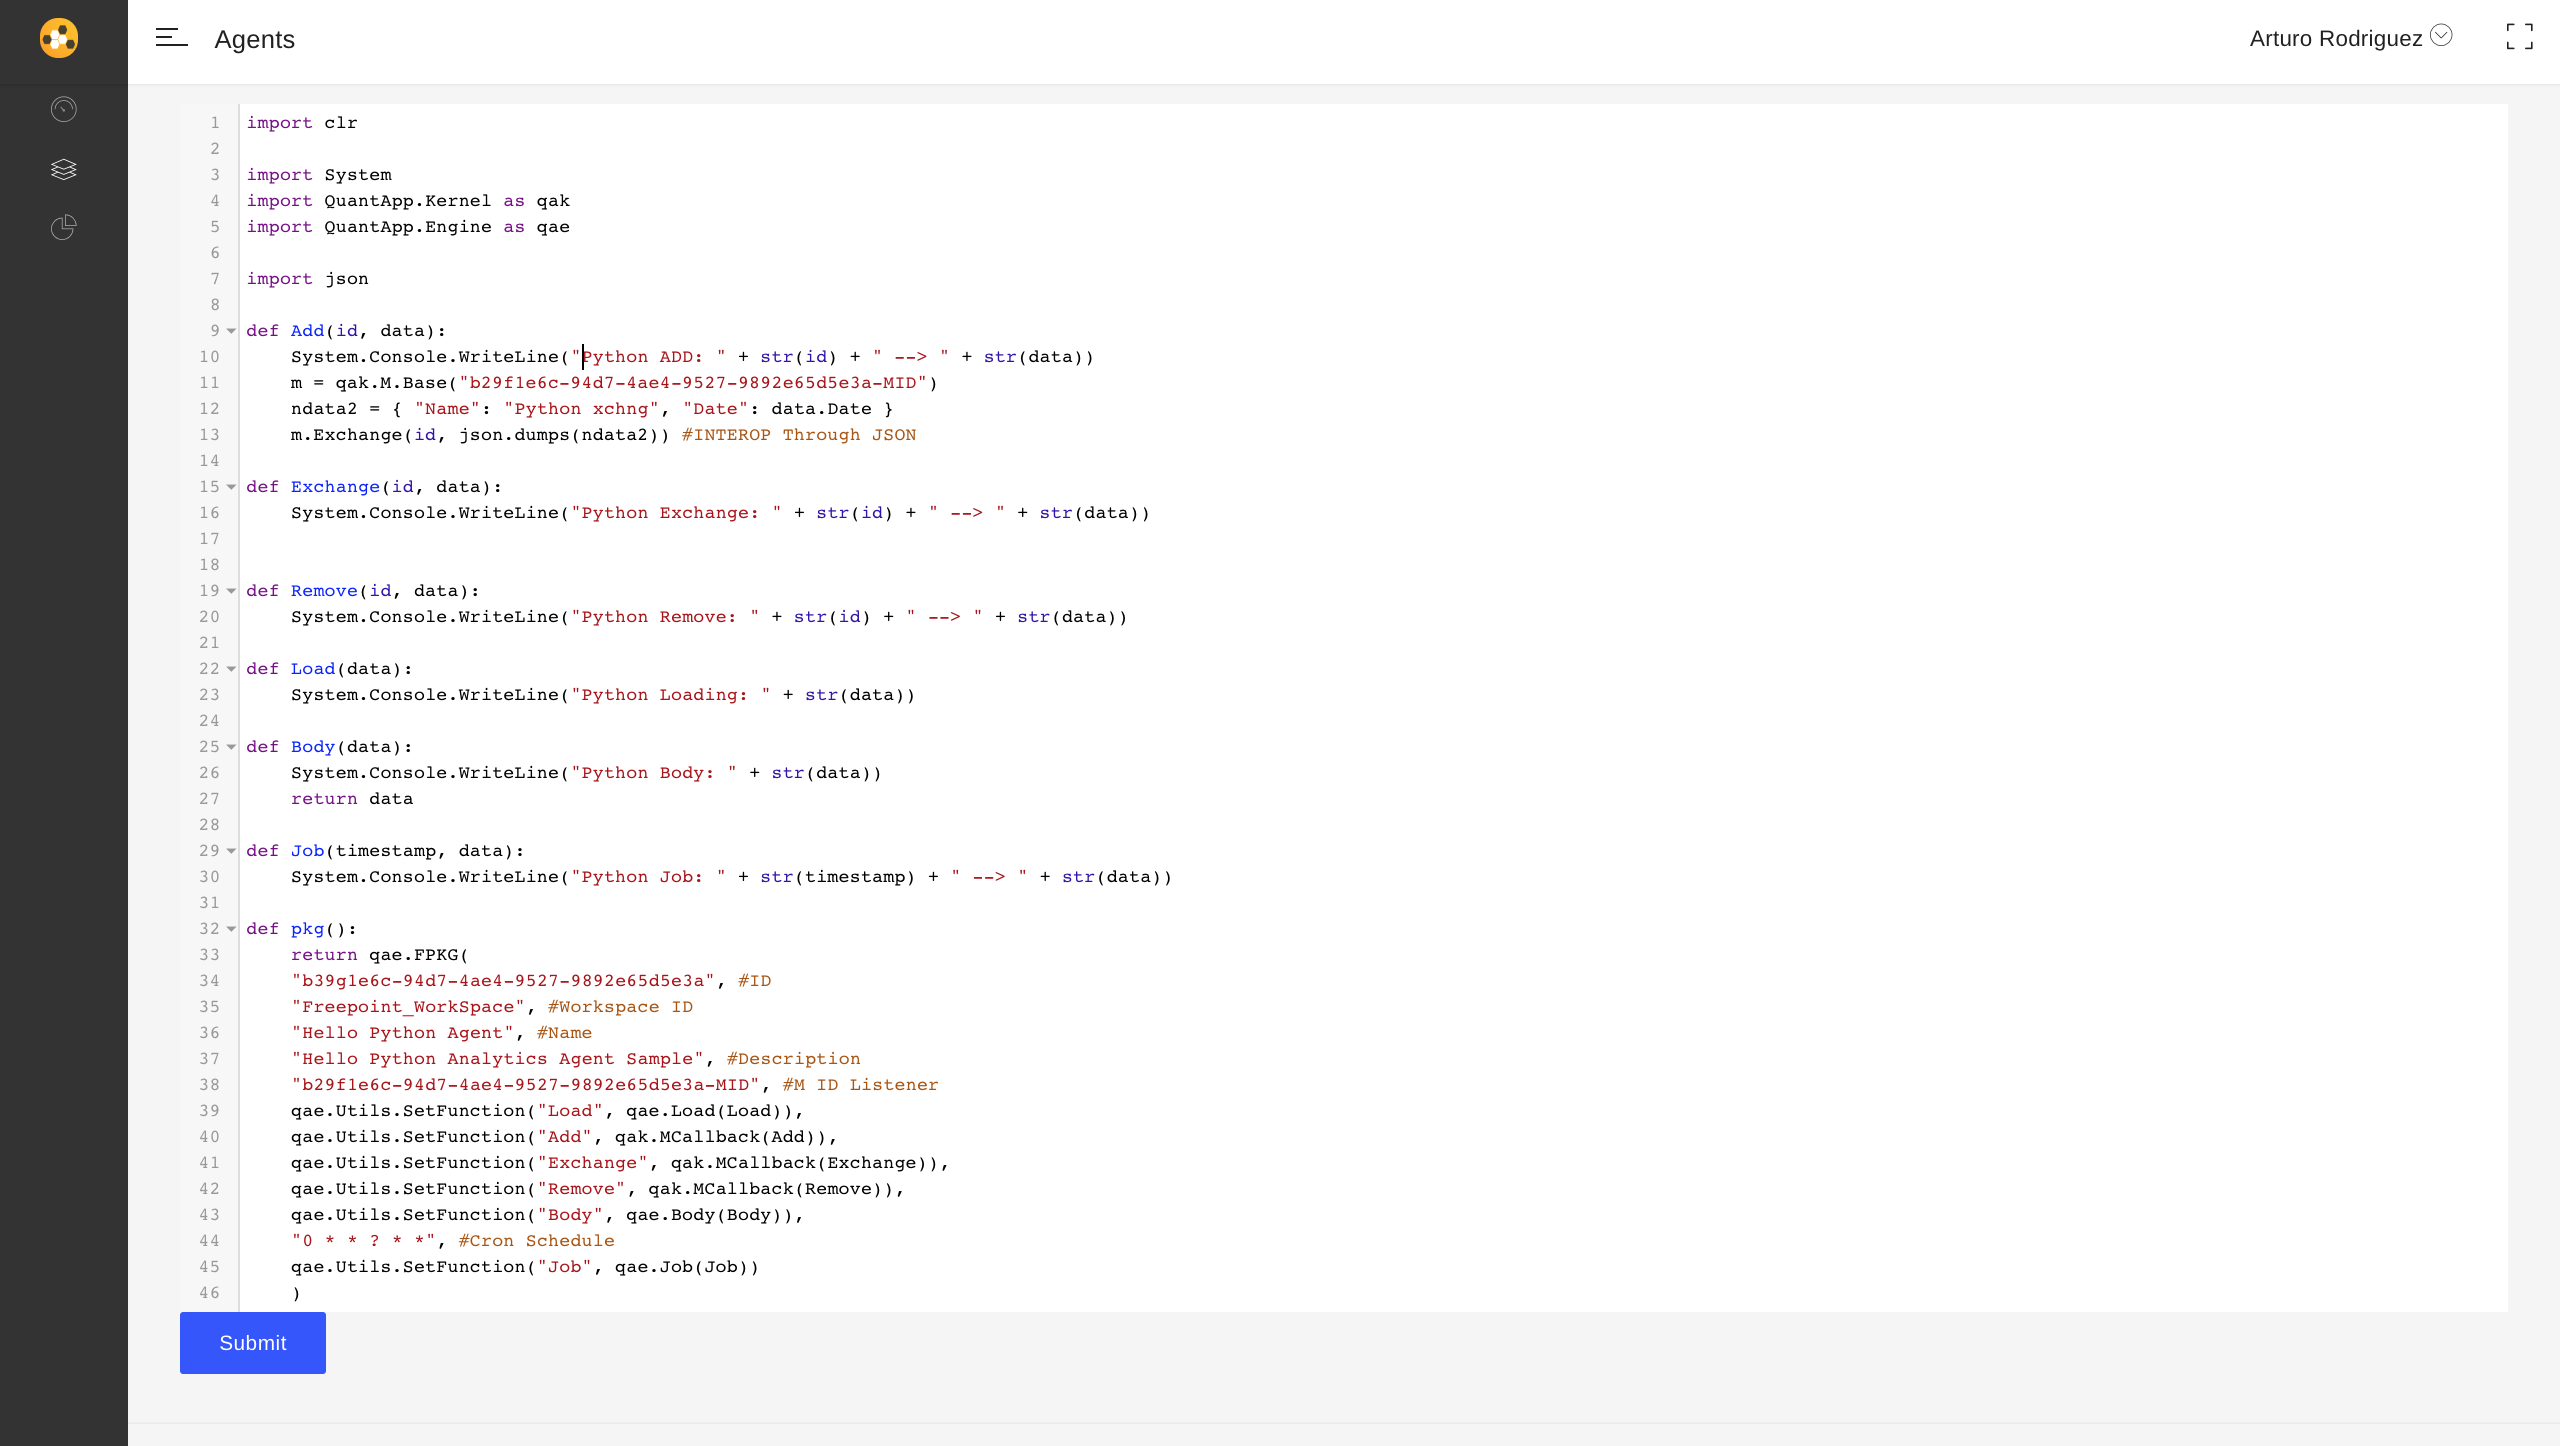 Agents
Arturo Rodriguez
1 import clr
2
3 import System
4 import QuantApp.Kernel as qak
5 import QuantApp.Engine as qae
6
7 import json
8
9 def Add(id, data):
10     System.Console.WriteLine("Python ADD: " + str(id) + " --> " + str(data))
11     m = qak.M.Base("b29f1e6c-94d7-4ae4-9527-9892e65d5e3a-MID")
12     ndata2 = { "Name": "Python xchng", "Date": data.Date }
13     m.Exchange(id, json.dumps(ndata2)) #INTEROP Through JSON
14
15 def Exchange(id, data):
16     System.Console.WriteLine("Python Exchange: " + str(id) + " --> " + str(data))
17
18
19 def Remove(id, data):
20     System.Console.WriteLine("Python Remove: " + str(id) + " --> " + str(data))
21
22 def Load(data):
23     System.Console.WriteLine("Python Loading: " + str(data))
24
25 def Body(data):
26     System.Console.WriteLine("Python Body: " + str(data))
27     return data
28
29 def Job(timestamp, data):
30     System.Console.WriteLine("Python Job: " + str(timestamp) + " --> " + str(data))
31
32 def pkg():
33     return qae.FPKG(
34     "b39g1e6c-94d7-4ae4-9527-9892e65d5e3a", #ID
35     "Freepoint_WorkSpace", #Workspace ID
36     "Hello Python Agent", #Name
37     "Hello Python Analytics Agent Sample", #Description
38     "b29f1e6c-94d7-4ae4-9527-9892e65d5e3a-MID", #M ID Listener
39     qae.Utils.SetFunction("Load", qae.Load(Load)),
40     qae.Utils.SetFunction("Add", qak.MCallback(Add)),
41     qae.Utils.SetFunction("Exchange", qak.MCallback(Exchange)),
42     qae.Utils.SetFunction("Remove", qak.MCallback(Remove)),
43     qae.Utils.SetFunction("Body", qae.Body(Body)),
44     "0 * * ? * *", #Cron Schedule
45     qae.Utils.SetFunction("Job", qae.Job(Job))
46     )
Submit